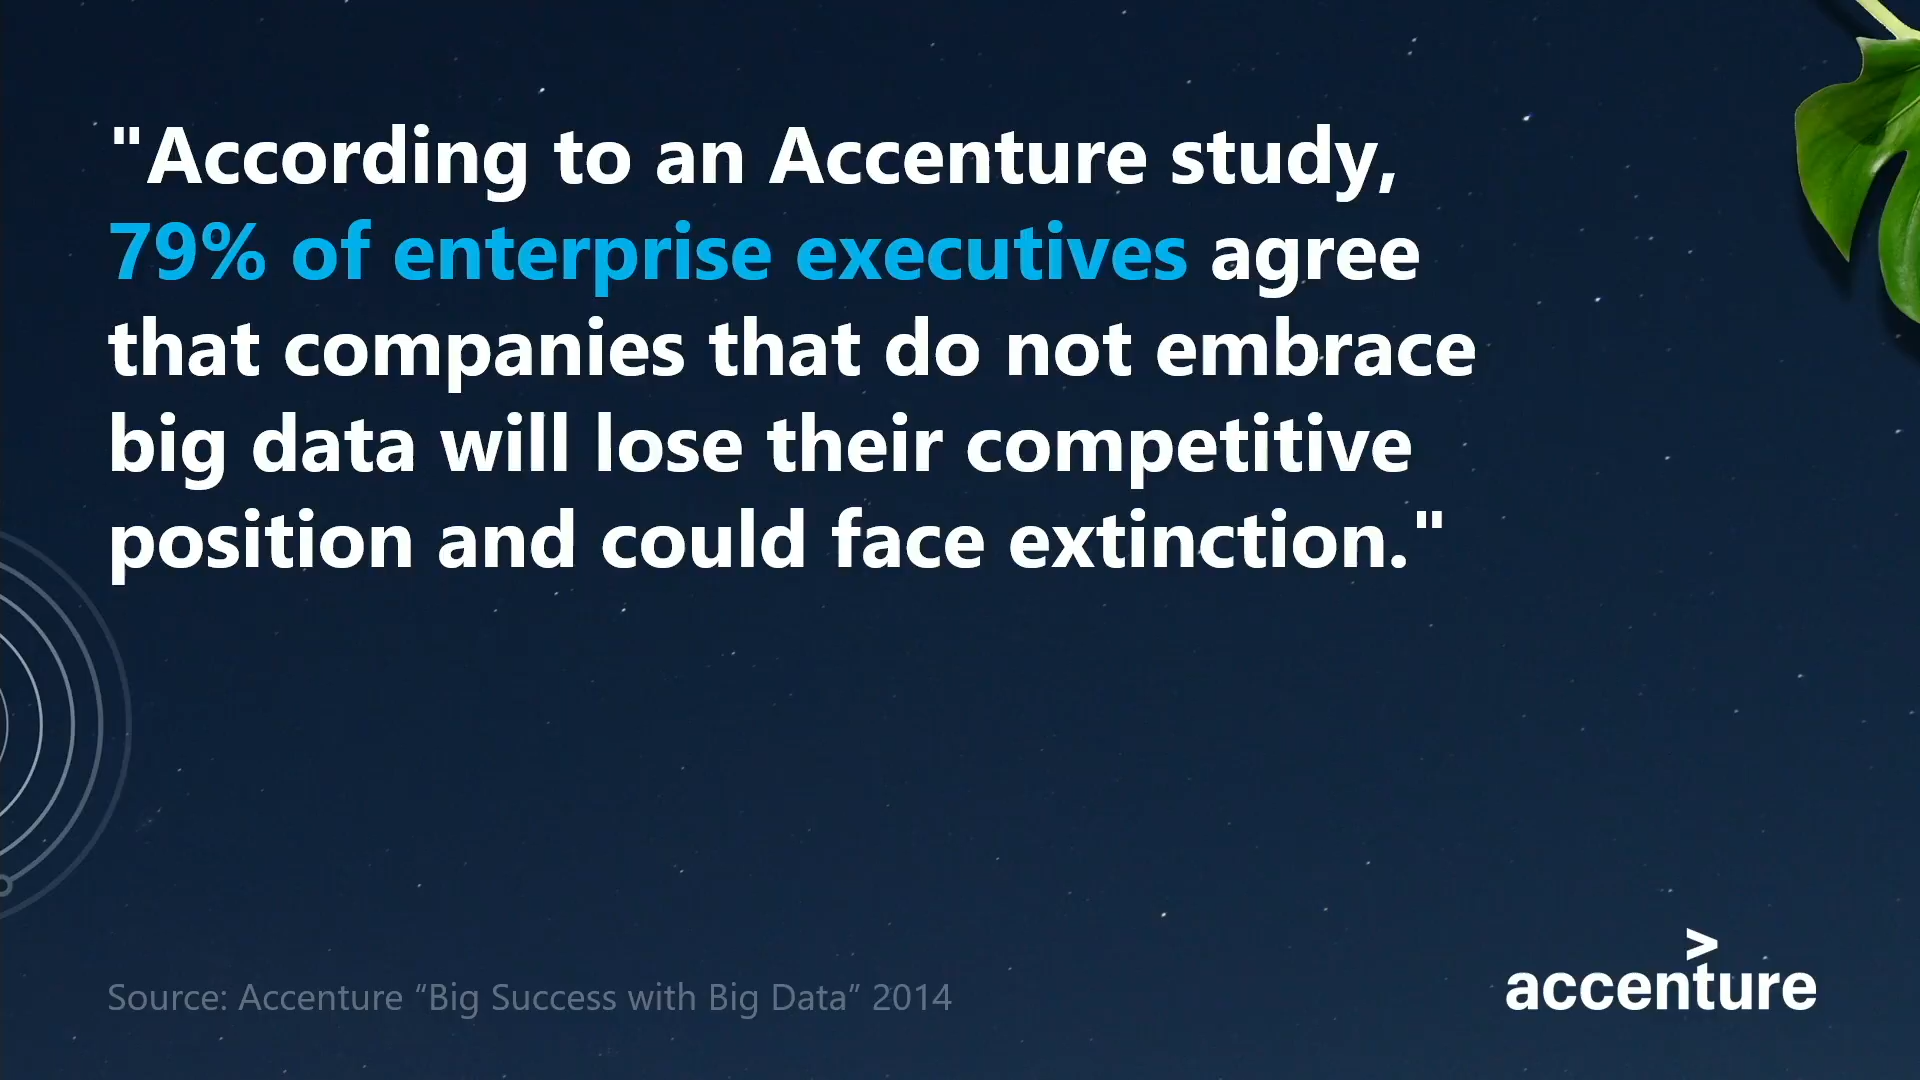 "According to an Accenture study,
79% of enterprise executives agree
that companies that do not embrace
big data will lose their competitive
position and could face extinction."
Source: Accenture “Big Success with Big Data” 2014
>
accenture